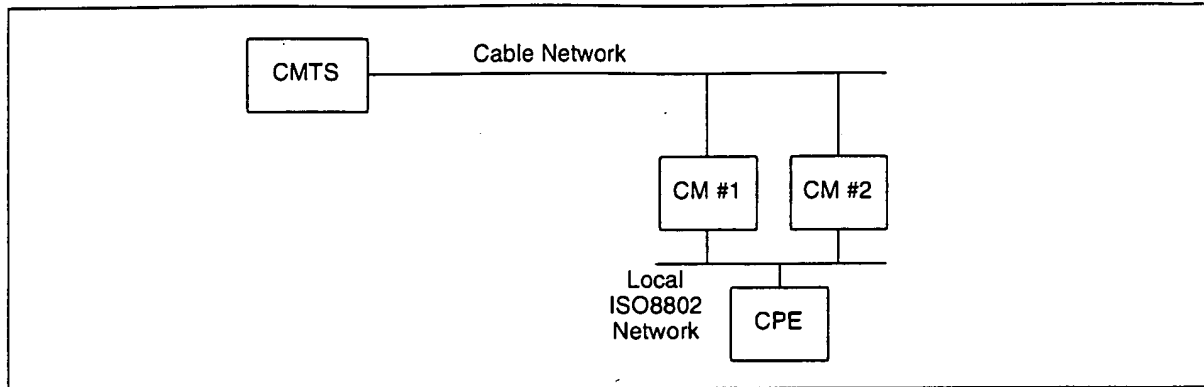 CMTS
Cable Network
CM #1
CM #2
Local
ISO8802
Network
CPE